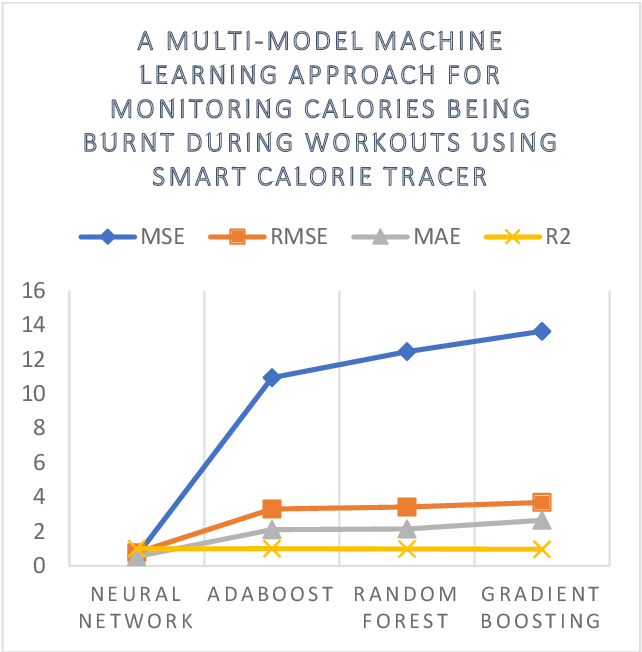 A MULTI-MODEL MACHINE
LEARNING APPROACH FOR
MONITORING CALORIES BEING
BURNT DURING WORKOUTS USING
SMART CALORIE TRACER
MSE RMSE MAE R2
16
14
12
10
8
6
4
2
0
NEURAL NETWORK
ADABOOST
RANDOM FOREST
GRADIENT BOOSTING